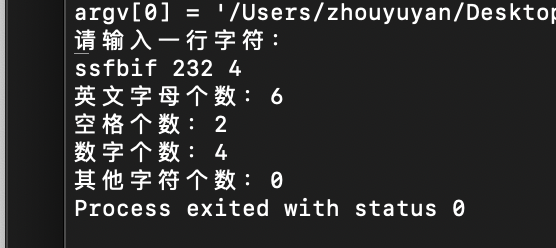 argv[0] = '/Users/zhouyuyan/Desktop
请输入一行字符：
ssfbif 232 4
英文字母个数：6
空格个数：2
数字个数：4
其他字符个数：0
Process exited with status 0